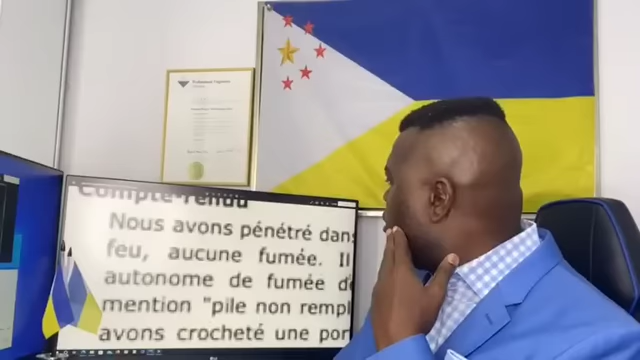 Compte-rendu
Nous avons pénétré dans
feu, aucune fumée. Il
autonome de fumée d
mention "pile non rempl
avons crocheté une port